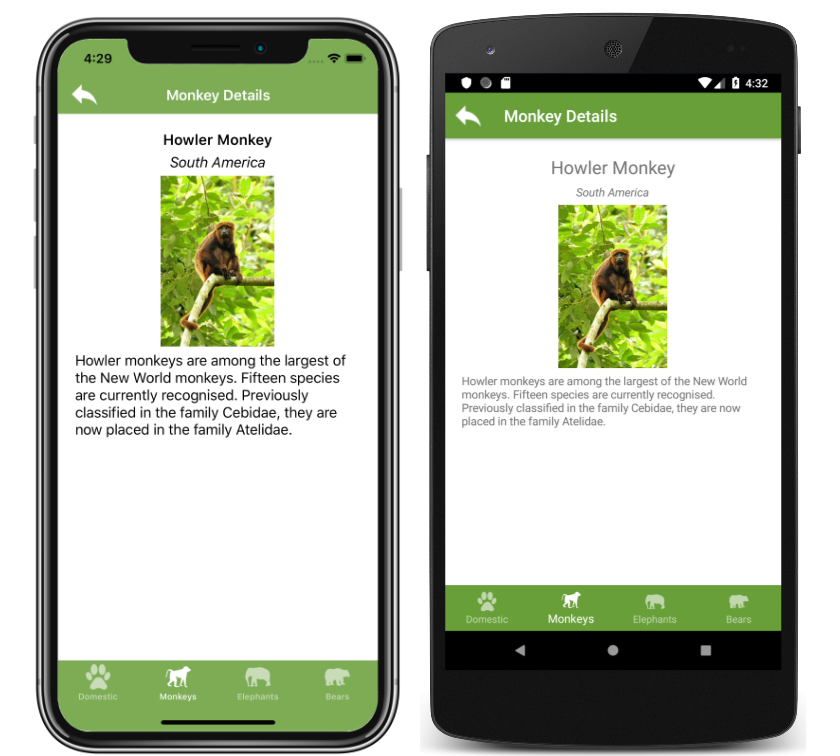 4:29
Monkey Details
Howler Monkey
South America
Howler monkeys are among the largest of
the New World monkeys. Fifteen species
are currently recognised. Previously
classified in the family Cebidae, they are
now placed in the family Atelidae.
Domestic
Monkeys
Elephants
Bears
4:32
Monkey Details
Howler Monkey
South America
Howler monkeys are among the largest of the New World
monkeys. Fifteen species are currently recognised.
Previously classified in the family Cebidae, they are now
placed in the family Atelidae.
Domestic
Monkeys
Elephants
Bears